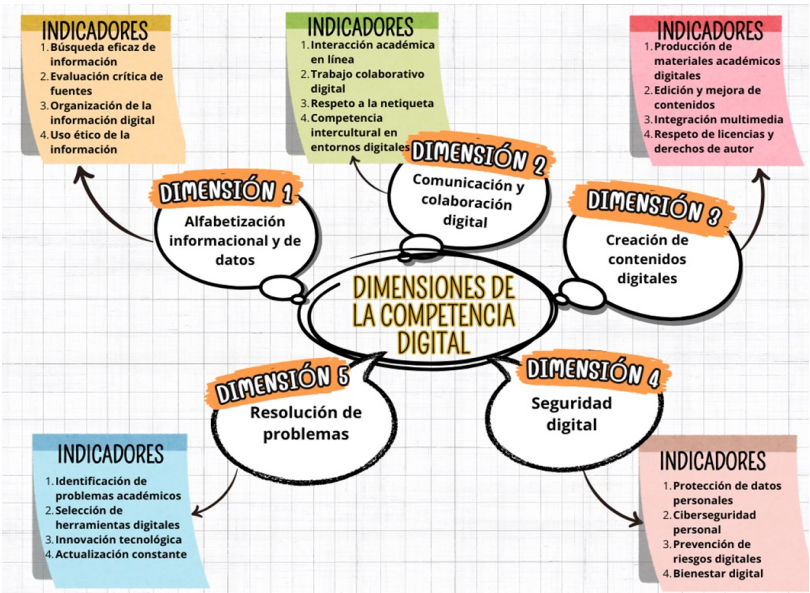 INDICADORES
1. Búsqueda eficaz de
información
2. Evaluación crítica de
fuentes
3. Organización de la
información digital
4. Uso ético de la
información
INDICADORES
1. Interacción académica
en línea
2. Trabajo colaborativo
digital
3. Respeto a la netiqueta
4. Competencia
intercultural en
entornos digitales
INDICADORES
1. Producción de
materiales académicos
digitales
2. Edición y mejora de
contenidos
3. Integración multimedia
4. Respeto de licencias y
derechos de autor
DIMENSIÓN 1
Alfabetización
informacional y de
datos
DIMENSIÓN 2
Comunicación y
colaboración
digital
DIMENSIÓN 3
Creación de
contenidos
digitales
DIMENSIONES DE
LA COMPETENCIA
DIGITAL
DIMENSIÓN 5
Resolución de
problemas
DIMENSIÓN 4
Seguridad
digital
INDICADORES
1. Identificación de
problemas académicos
2. Selección de
herramientas digitales
3. Innovación tecnológica
4. Actualización constante
INDICADORES
1. Protección de datos
personales
2. Ciberseguridad
personal
3. Prevención de
riesgos digitales
4. Bienestar digital